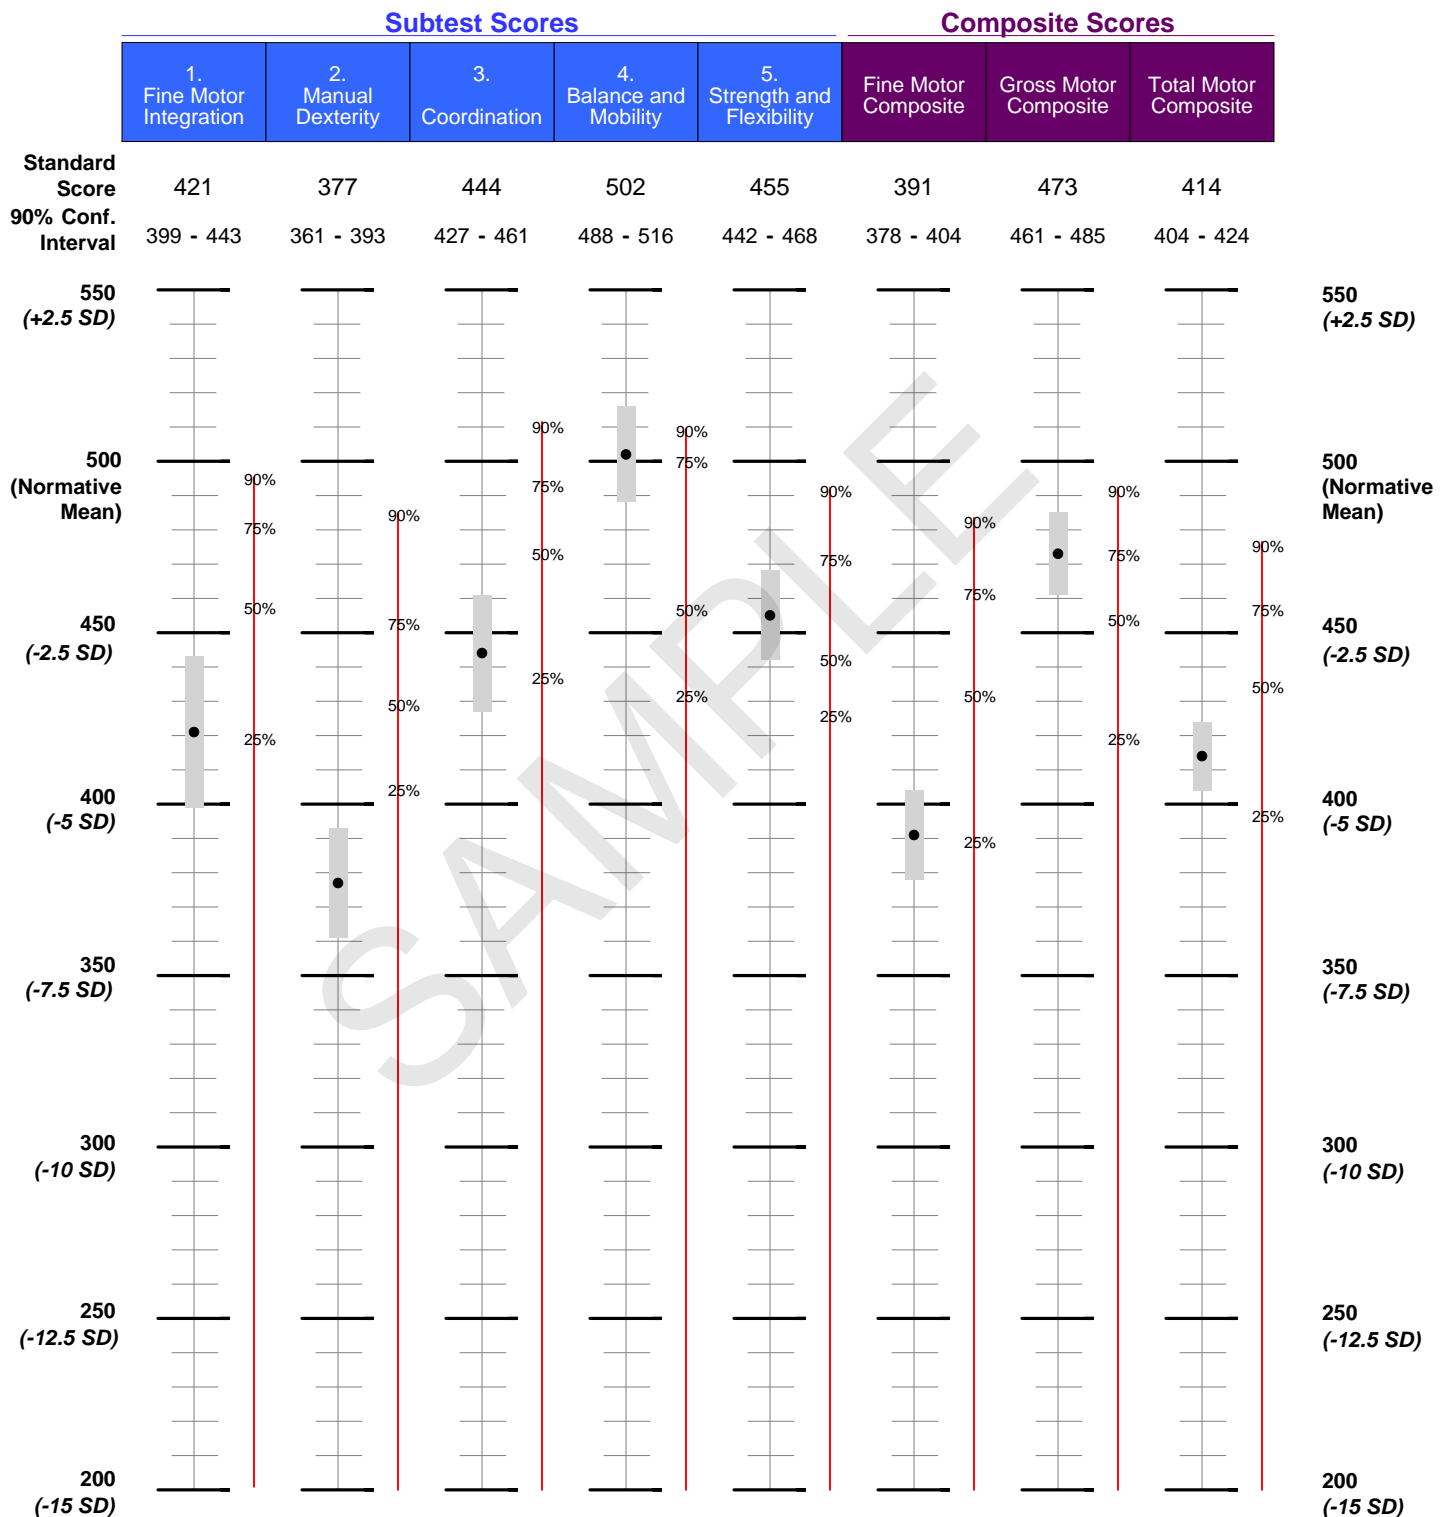 Subtest Scores
Composite Scores
1.
Fine Motor
Integration
2.
Manual
Dexterity
3.
Coordination
4.
Balance and
Mobility
5.
Strength and
Flexibility
Fine Motor
Composite
Gross Motor
Composite
Total Motor
Composite
Standard
Score
421 377 444 502 455 391 473 414
90% Conf.
Interval
399 - 443 361 - 393 427 - 461 488 - 516 442 - 468 378 - 404 461 - 485 404 - 424
550
(+2.5 SD)
500
(Normative
Mean)
450
(-2.5 SD)
400
(-5 SD)
350
(-7.5 SD)
300
(-10 SD)
250
(-12.5 SD)
200
(-15 SD)
90%
75%
50%
25%
90%
75%
50%
25%
90%
75%
50%
25%
90%
75%
50%
25%
90%
75%
50%
25%
90%
75%
50%
25%
90%
75%
50%
25%
90%
75%
50%
25%
550
(+2.5 SD)
500
(Normative
Mean)
450
(-2.5 SD)
400
(-5 SD)
350
(-7.5 SD)
300
(-10 SD)
250
(-12.5 SD)
200
(-15 SD)
SAMPLE